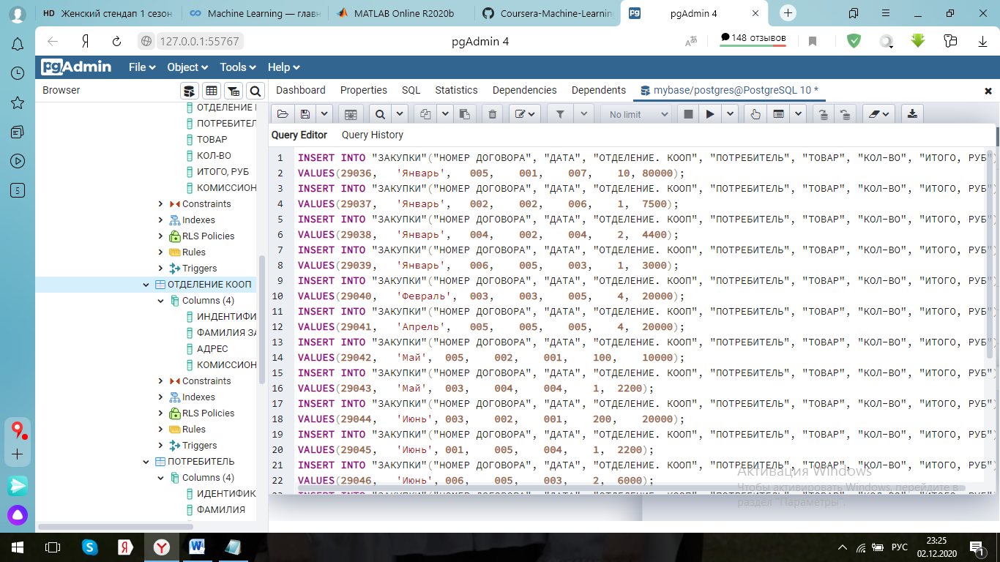 HD Женский стендап 1 сезон
Machine Learning — главн
MATLAB Online R2020b
Coursera-Machine-Learning
pgAdmin 4
127.0.0.1:55767
pgAdmin 4
148 отзывов
pgAdmin File Object Tools Help
Browser
Dashboard Properties SQL Statistics Dependencies Dependents mybase/postgres@PostgreSQL 10 *
No limit
Query Editor Query History
ОТДЕЛЕНИЕ
ПОТРЕБИТЕЛ
ТОВАР
КОЛ-ВО
ИТОГО, РУБ
КОМИССИОН
Constraints
Indexes
RLS Policies
Rules
Triggers
ОТДЕЛЕНИЕ КООП
Columns (4)
ИНДЕНТИФИ
ФАМИЛИЯ ЗА
АДРЕС
КОМИССИОН
Constraints
Indexes
RLS Policies
Rules
Triggers
ПОТРЕБИТЕЛЬ
Columns (4)
ИДЕНТИФИК
ФАМИЛИЯ
1 INSERT INTO "ЗАКУПКИ"("НОМЕР ДОГОВОРА", "ДАТА", "ОТДЕЛЕНИЕ. КООП", "ПОТРЕБИТЕЛЬ", "ТОВАР", "КОЛ-ВО", "ИТОГО, РУБ")
2 VALUES(29036, 'Январь', 005, 001, 007, 10, 80000);
3 INSERT INTO "ЗАКУПКИ"("НОМЕР ДОГОВОРА", "ДАТА", "ОТДЕЛЕНИЕ. КООП", "ПОТРЕБИТЕЛЬ", "ТОВАР", "КОЛ-ВО", "ИТОГО, РУБ")
4 VALUES(29037, 'Январь', 002, 002, 006, 1, 7500);
5 INSERT INTO "ЗАКУПКИ"("НОМЕР ДОГОВОРА", "ДАТА", "ОТДЕЛЕНИЕ. КООП", "ПОТРЕБИТЕЛЬ", "ТОВАР", "КОЛ-ВО", "ИТОГО, РУБ")
6 VALUES(29038, 'Январь', 004, 002, 004, 2, 4400);
7 INSERT INTO "ЗАКУПКИ"("НОМЕР ДОГОВОРА", "ДАТА", "ОТДЕЛЕНИЕ. КООП", "ПОТРЕБИТЕЛЬ", "ТОВАР", "КОЛ-ВО", "ИТОГО, РУБ")
8 VALUES(29039, 'Январь', 006, 005, 003, 1, 3000);
9 INSERT INTO "ЗАКУПКИ"("НОМЕР ДОГОВОРА", "ДАТА", "ОТДЕЛЕНИЕ. КООП", "ПОТРЕБИТЕЛЬ", "ТОВАР", "КОЛ-ВО", "ИТОГО, РУБ")
10 VALUES(29040, 'Февраль', 003, 003, 005, 4, 20000);
11 INSERT INTO "ЗАКУПКИ"("НОМЕР ДОГОВОРА", "ДАТА", "ОТДЕЛЕНИЕ. КООП", "ПОТРЕБИТЕЛЬ", "ТОВАР", "КОЛ-ВО", "ИТОГО, РУБ")
12 VALUES(29041, 'Апрель', 005, 005, 005, 4, 20000);
13 INSERT INTO "ЗАКУПКИ"("НОМЕР ДОГОВОРА", "ДАТА", "ОТДЕЛЕНИЕ. КООП", "ПОТРЕБИТЕЛЬ", "ТОВАР", "КОЛ-ВО", "ИТОГО, РУБ")
14 VALUES(29042, 'Май', 005, 002, 001, 100, 10000);
15 INSERT INTO "ЗАКУПКИ"("НОМЕР ДОГОВОРА", "ДАТА", "ОТДЕЛЕНИЕ. КООП", "ПОТРЕБИТЕЛЬ", "ТОВАР", "КОЛ-ВО", "ИТОГО, РУБ")
16 VALUES(29043, 'Май', 003, 004, 004, 1, 2200);
17 INSERT INTO "ЗАКУПКИ"("НОМЕР ДОГОВОРА", "ДАТА", "ОТДЕЛЕНИЕ. КООП", "ПОТРЕБИТЕЛЬ", "ТОВАР", "КОЛ-ВО", "ИТОГО, РУБ")
18 VALUES(29044, 'Июнь', 003, 002, 001, 200, 20000);
19 INSERT INTO "ЗАКУПКИ"("НОМЕР ДОГОВОРА", "ДАТА", "ОТДЕЛЕНИЕ. КООП", "ПОТРЕБИТЕЛЬ", "ТОВАР", "КОЛ-ВО", "ИТОГО, РУБ")
20 VALUES(29045, 'Июнь', 001, 005, 004, 1, 2200);
21 INSERT INTO "ЗАКУПКИ"("НОМЕР ДОГОВОРА", "ДАТА", "ОТДЕЛЕНИЕ. КООП", "ПОТРЕБИТЕЛЬ", "ТОВАР", "КОЛ-ВО", "ИТОГО, РУБ")
22 VALUES(29046, 'Июнь', 006, 005, 003, 2, 6000);
Активация Windows
Чтобы активировать Windows, перейдите в
раздел "Параметры".
5
РУС
23:25
02.12.2020
1